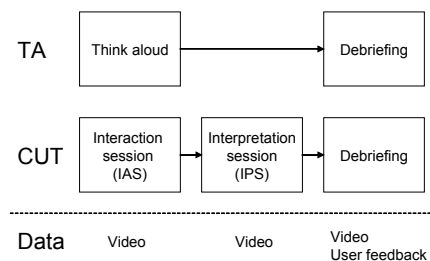 TA
Think aloud
Debriefing
CUT
Interaction
session
(IAS)
Interpretation
session
(IPS)
Debriefing
Data
Video
Video
Video
User feedback